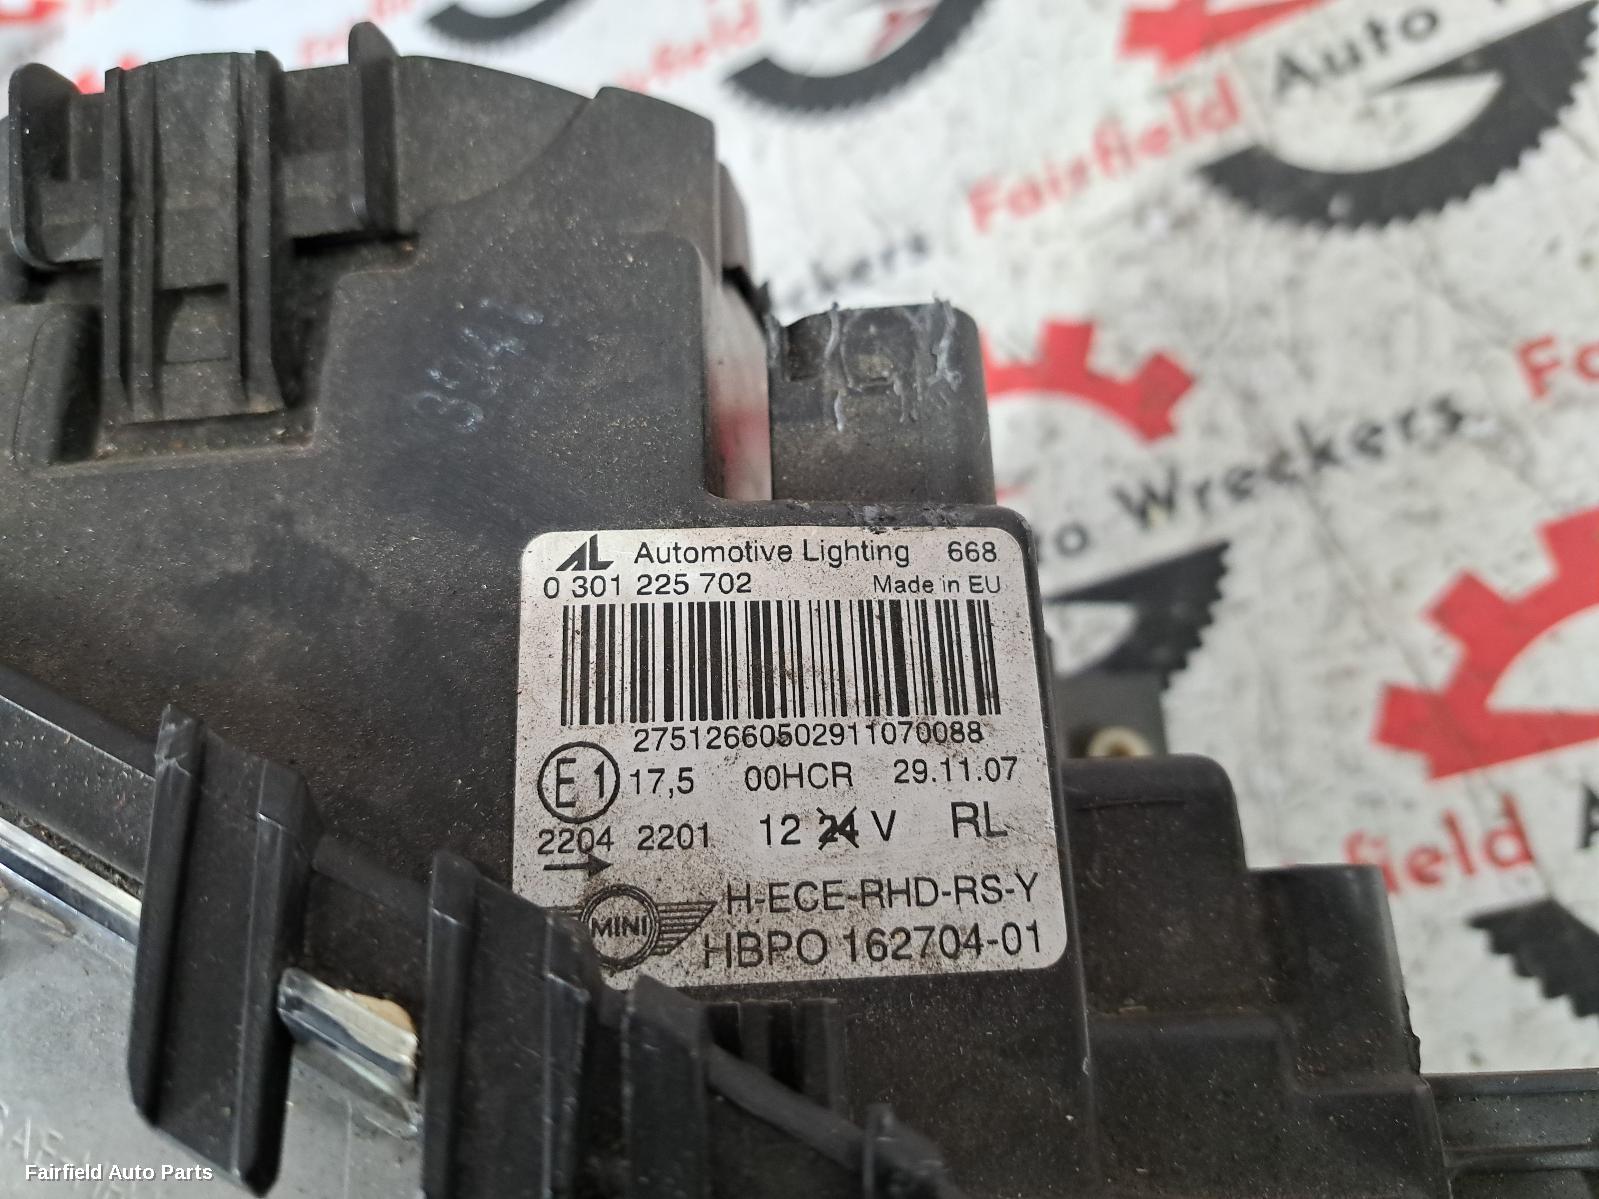 Fairfield Auto
Fairfield
Wreckers
Fairfield
Auto Wreckers
3541
AL Automotive Lighting 668
0 301 225 702 Made in EU
27512660502911070088
E1 17,5 00HCR 29.11.07
2204 2201 12 24 V RL
H-ECE-RHD-RS-Y
MINI HBPO 162704-01
Fairfield Auto Parts